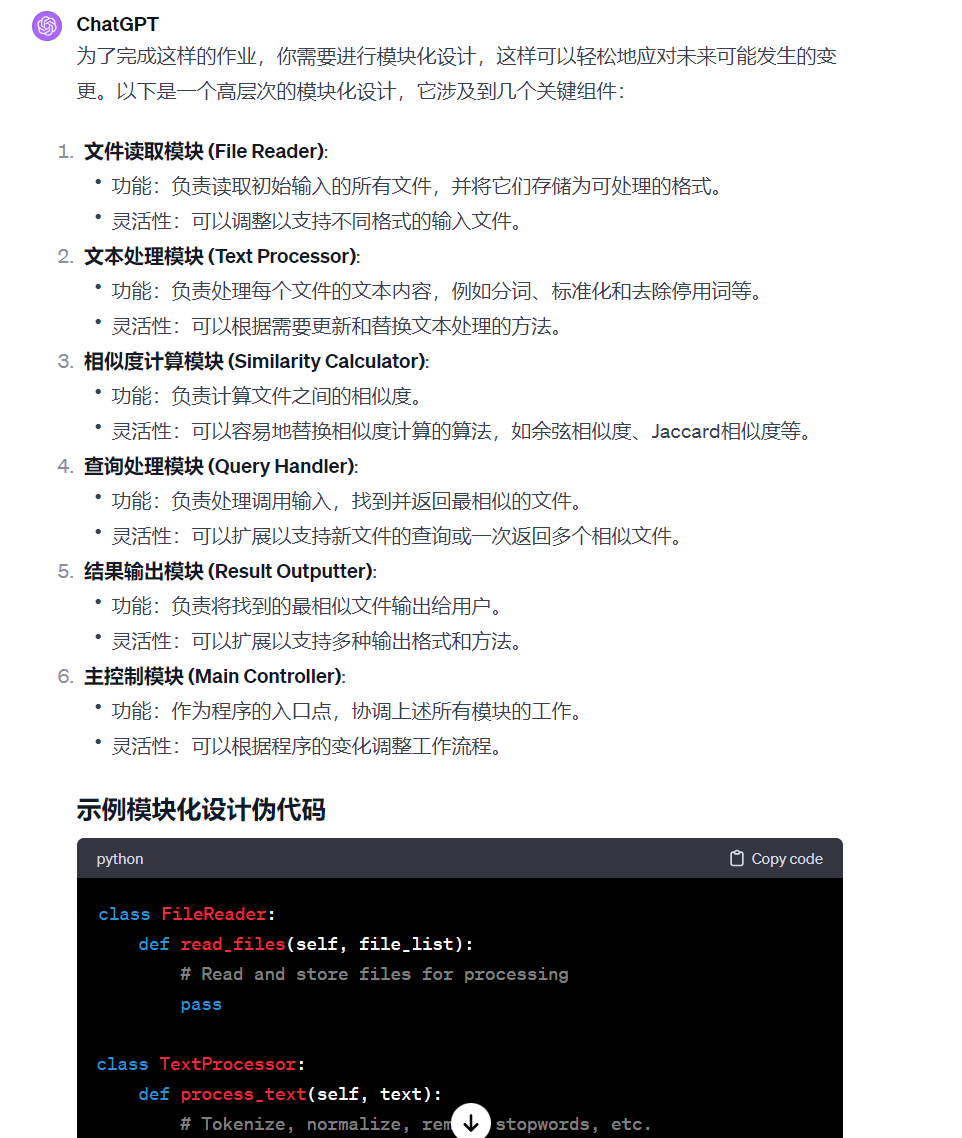 ChatGPT
为了完成这样的作业，你需要进行模块化设计，这样可以轻松地应对未来可能发生的变
更。以下是一个高层次的模块化设计，它涉及到几个关键组件：
1. 文件读取模块 (File Reader):
• 功能：负责读取初始输入的所有文件，并将它们存储为可处理的格式。
• 灵活性：可以调整以支持不同格式的输入文件。
2. 文本处理模块 (Text Processor):
• 功能：负责处理每个文件的文本内容，例如分词、标准化和去除停用词等。
• 灵活性：可以根据需要更新和替换文本处理的方法。
3. 相似度计算模块 (Similarity Calculator):
• 功能：负责计算文件之间的相似度。
• 灵活性：可以容易地替换相似度计算的算法，如余弦相似度、Jaccard相似度等。
4. 查询处理模块 (Query Handler):
• 功能：负责处理调用输入，找到并返回最相似的文件。
• 灵活性：可以扩展以支持新文件的查询或一次返回多个相似文件。
5. 结果输出模块 (Result Outputter):
• 功能：负责将找到的最相似文件输出给用户。
• 灵活性：可以扩展以支持多种输出格式和方法。
6. 主控制模块 (Main Controller):
• 功能：作为程序的入口点，协调上述所有模块的工作。
• 灵活性：可以根据程序的变化调整工作流程。
示例模块化设计伪代码
python Copy code
class FileReader:
def read_files(self, file_list):
# Read and store files for processing
pass
class TextProcessor:
def process_text(self, text):
# Tokenize, normalize, stopwords, etc.